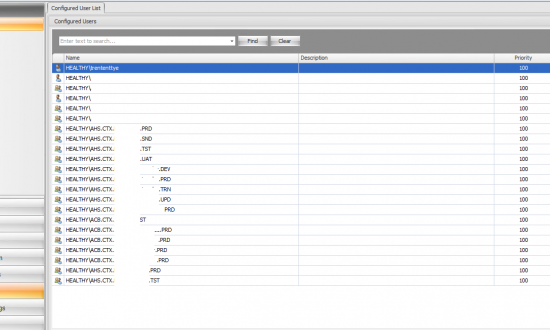 Configured User List
Configured Users
Enter text to search... Find Clear
Name Description Priority
HEALTHY\ 100
HEALTHY\ 100
HEALTHY\ 100
HEALTHY\ 100
HEALTHY\ 100
HEALTHY\ 100
HEALTHY\AHS.CTX. .PRD 100
HEALTHY\AHS.CTX. .SND 100
HEALTHY\AHS.CTX. .TST 100
HEALTHY\AHS.CTX. .UAT 100
HEALTHY\AHS.CTX. .DEV 100
HEALTHY\AHS.CTX. .PRD 100
HEALTHY\AHS.CTX. .TRN 100
HEALTHY\AHS.CTX. .UPD 100
HEALTHY\AHS.CTX. PRD 100
HEALTHY\ACB.CTX. ST 100
HEALTHY\ACB.CTX. .PRD 100
HEALTHY\ACB.CTX. .PRD 100
HEALTHY\ACB.CTX. .PRD 100
HEALTHY\ACB.CTX. .PRD 100
HEALTHY\AHS.CTX. .PRD 100
HEALTHY\AHS.CTX. .TST 100
n
gs